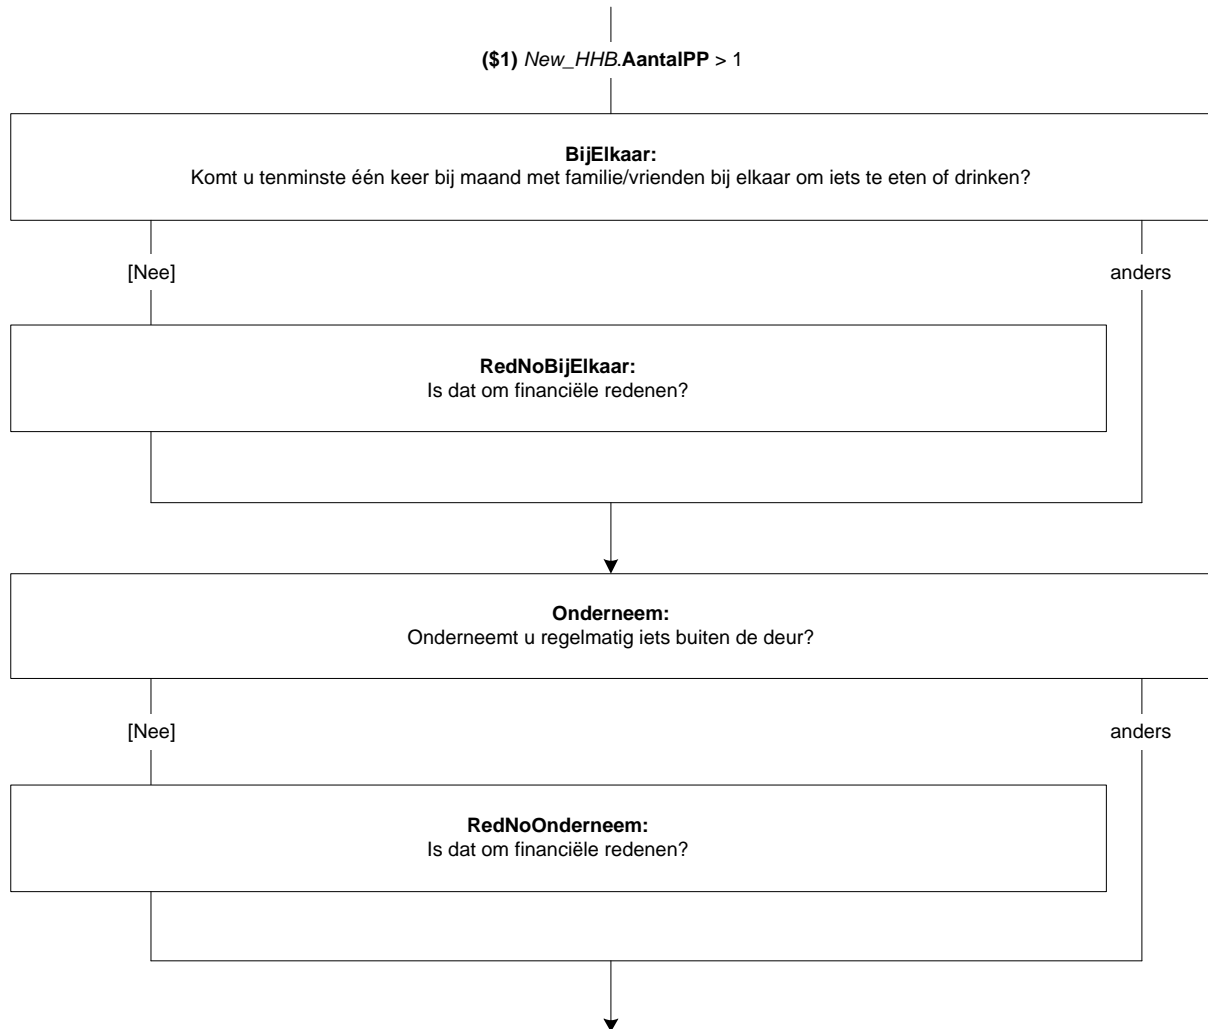 ($1) New_HHB.AantalPP > 1
BijElkaar:
Komt u tenminste één keer bij maand met familie/vrienden bij elkaar om iets te eten of drinken?
[Nee]
anders
RedNoBijElkaar:
Is dat om financiële redenen?
Onderneem:
Onderneemt u regelmatig iets buiten de deur?
[Nee]
anders
RedNoOnderneem:
Is dat om financiële redenen?